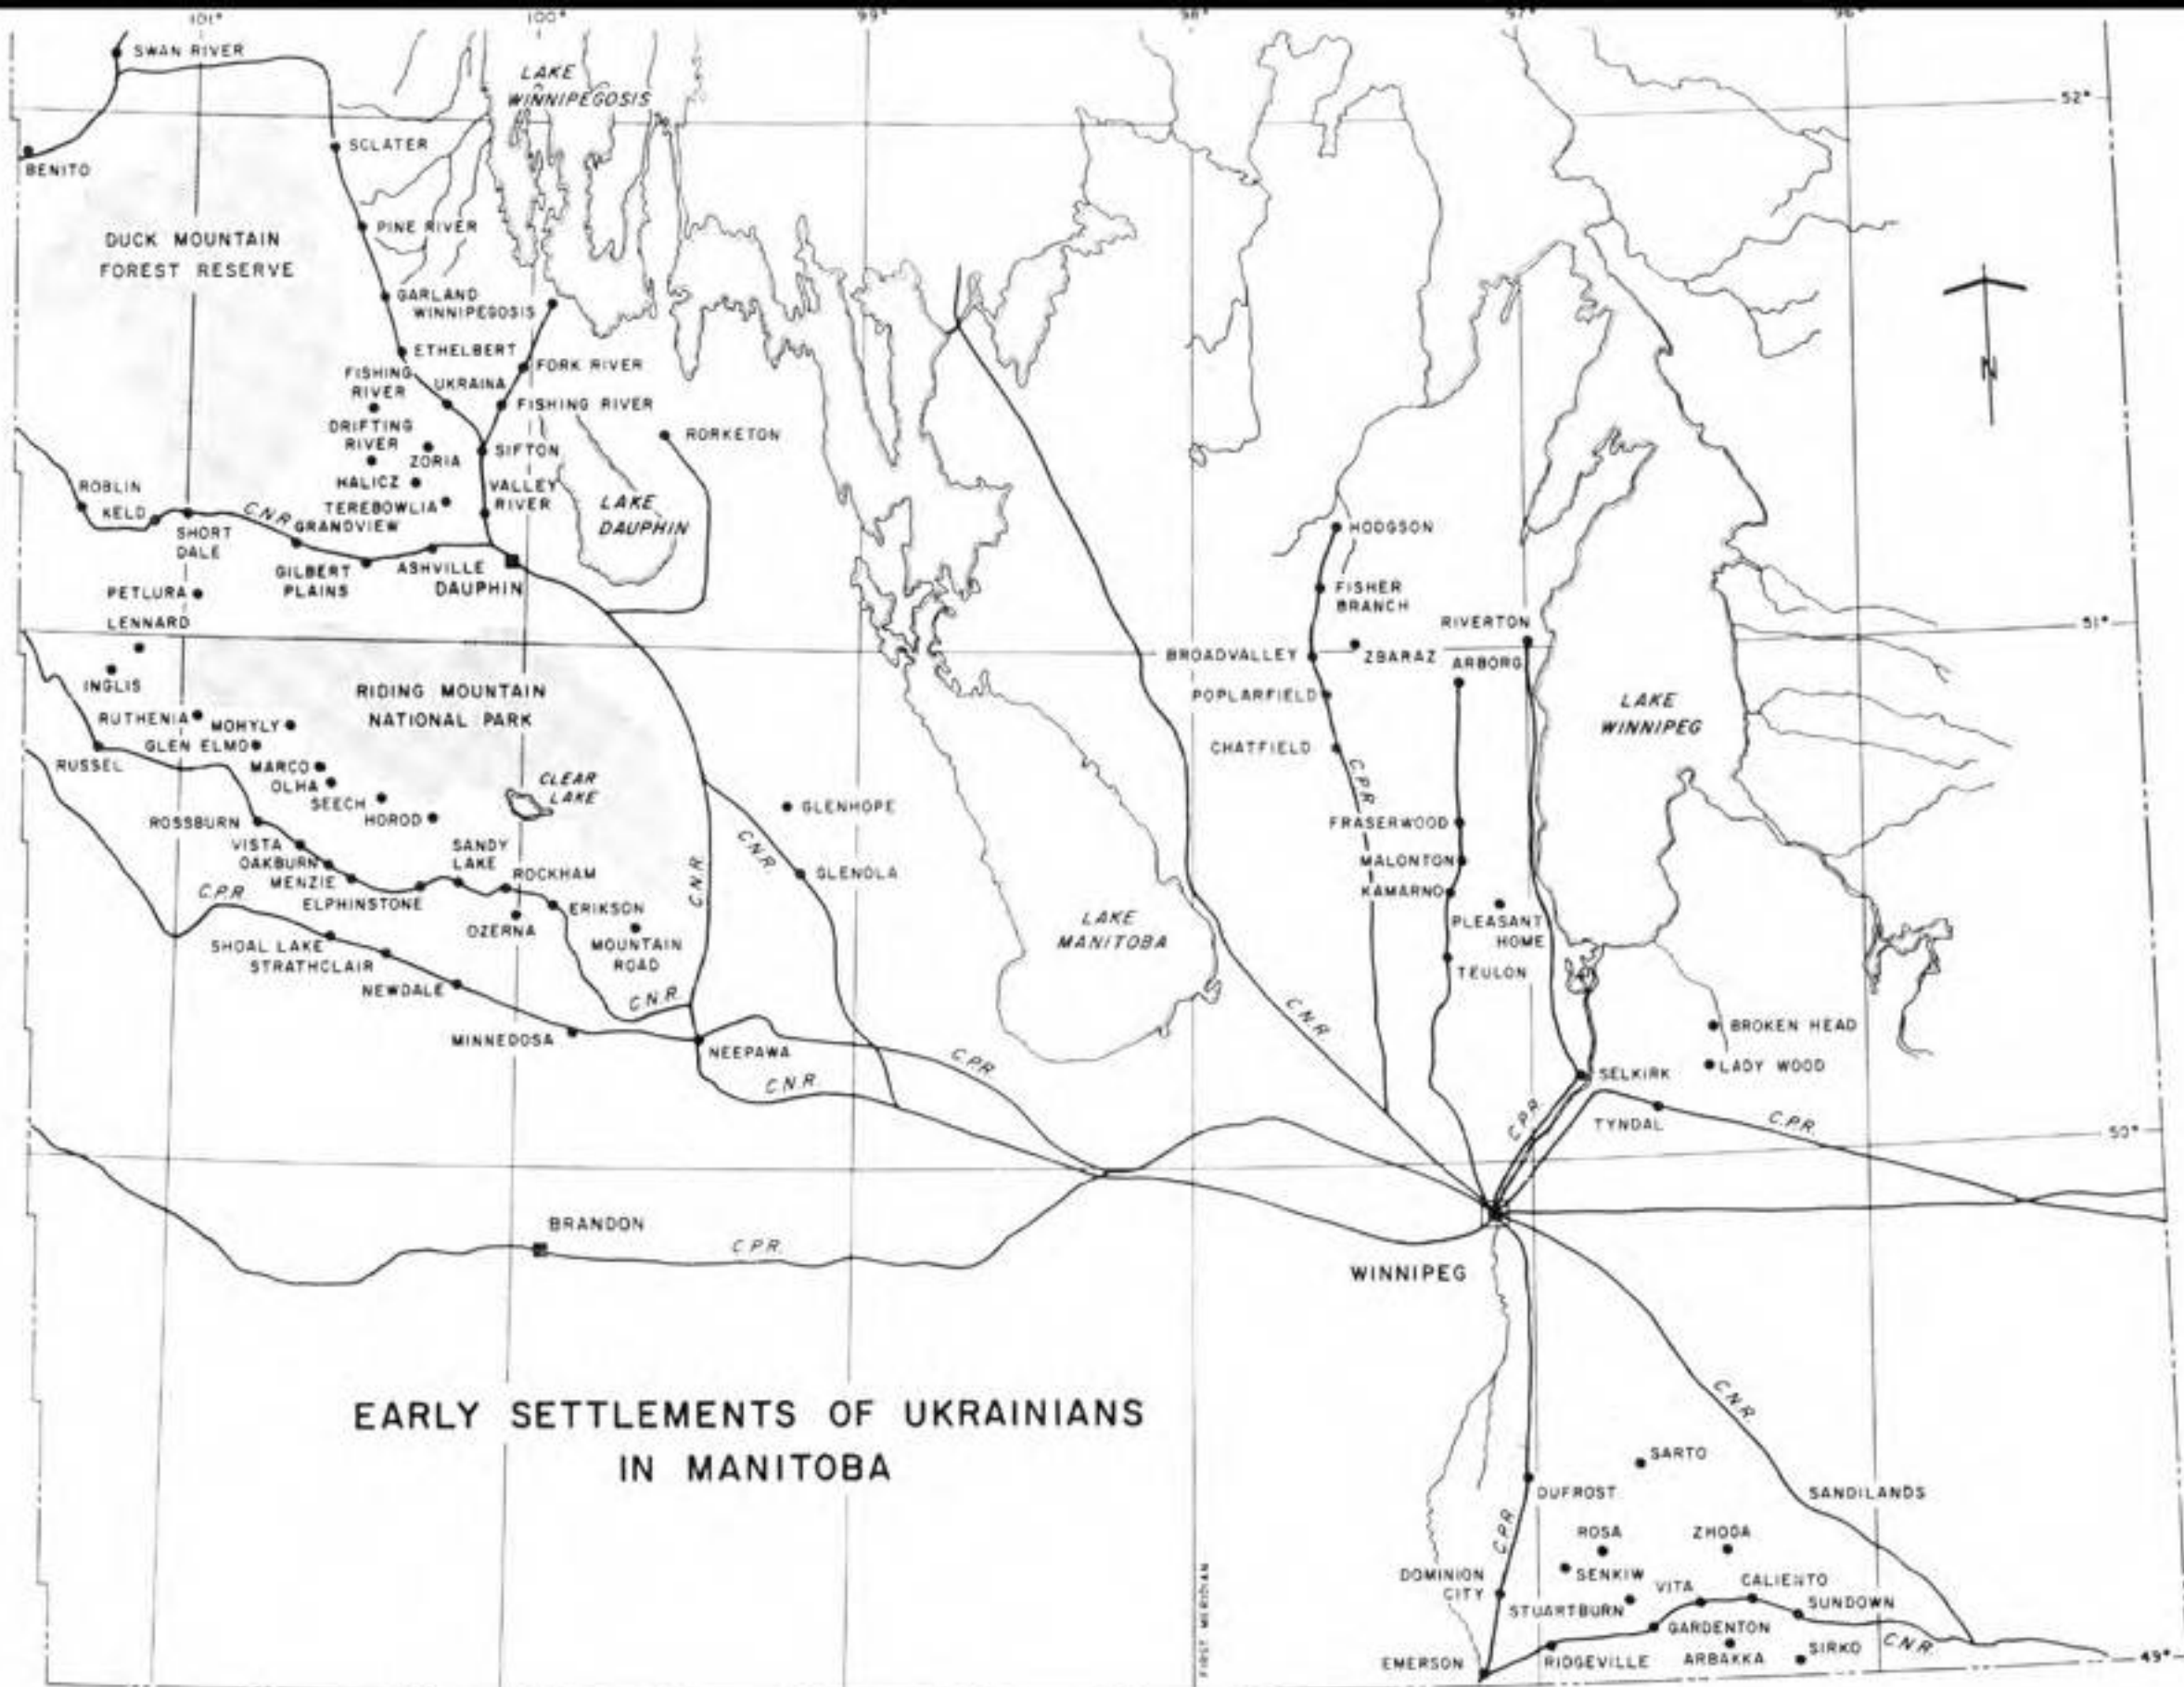 101°
100°
99°
98°
97°
96°
SWAN RIVER
LAKE
WINNIPEGOSIS
52°
SCLATER
BENITO
PINE RIVER
DUCK MOUNTAIN
FOREST RESERVE
GARLAND
WINNIPEGOSIS
N
ETHELBERT
FORK RIVER
FISHING
RIVER
UKRAINA
FISHING RIVER
DRIFTING
RIVER
RORKETON
ZORIA
SIFTON
HALICZ
VALLEY
RIVER
TEREBOWLIA
LAKE
DAUPHIN
ROBLIN
KELD
C.N.R.
GRANDVIEW
SHORT
DALE
HODGSON
GILBERT
PLAINS
ASHVILLE
DAUPHIN
PETLURA
FISHER
BRANCH
LENNARD
RIVERTON
51°
BROADVALLEY
ZBARAZ
ARBORG
INGLIS
RIDING MOUNTAIN
NATIONAL PARK
POPLARFIELD
LAKE
WINNIPEG
RUTHENIA
MOHYLY
GLEN ELMO
CHATFIELD
RUSSEL
MARCO
OLHA
CLEAR
LAKE
C.P.R.
SEECH
HOROD
GLENHOPE
ROSSBURN
FRASERWOOD
VISTA
SANDY
LAKE
C.N.R.
C.N.R.
OAKBURN
MENZIE
ROCKHAM
GLENOLA
MALONTON
C.P.R.
ELPHINSTONE
ERIKSON
KAMARNO
OZERNA
LAKE
MANITOBA
PLEASANT
HOME
SHOAL LAKE
MOUNTAIN
ROAD
STRATHCLAIR
TEULON
NEWDALE
C.N.R.
C.N.R.
BROKEN HEAD
MINNEDOSA
NEEPAWA
C.P.R.
LADY WOOD
C.N.R.
SELKIRK
C.P.R.
TYNDAL
C.P.R.
50°
BRANDON
C.P.R.
WINNIPEG
C.N.R.
EARLY SETTLEMENTS OF UKRAINIANS
IN MANITOBA
SARTO
DUFROST
SANDILANDS
C.P.R.
ROSA
ZHODA
FIRST MERIDIAN
DOMINION
CITY
SENKIW
VITA
CALIENTO
STUARTBURN
SUNDOWN
GARDENTON
EMERSON
RIDGEVILLE
ARBAKKA
SIRKO
C.N.R.
49°